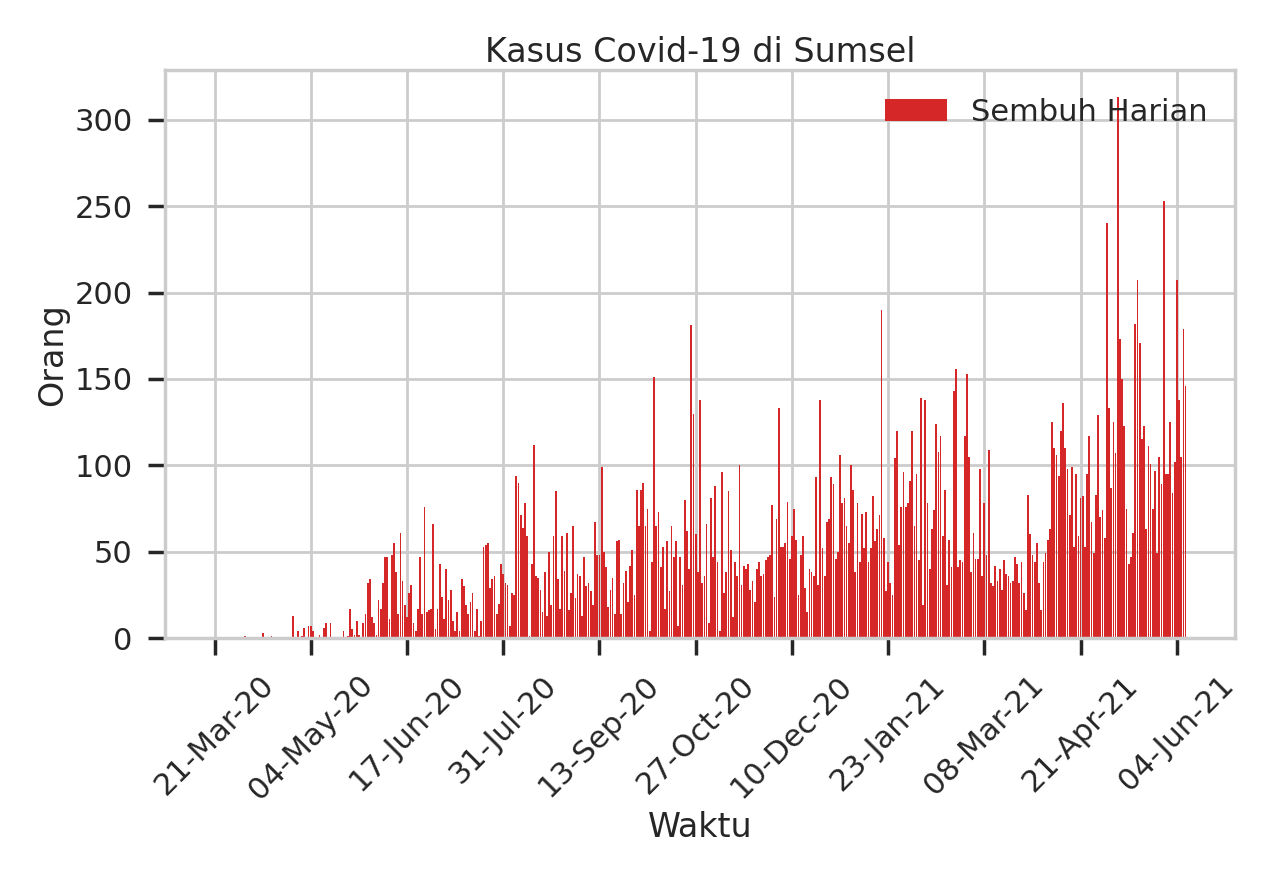 Kasus Covid-19 di Sumsel
Sembuh Harian
Orang
300
250
200
150
100
50
0
21-Mar-20
04-May-20
17-Jun-20
31-Jul-20
13-Sep-20
27-Oct-20
10-Dec-20
23-Jan-21
08-Mar-21
21-Apr-21
04-Jun-21
Waktu